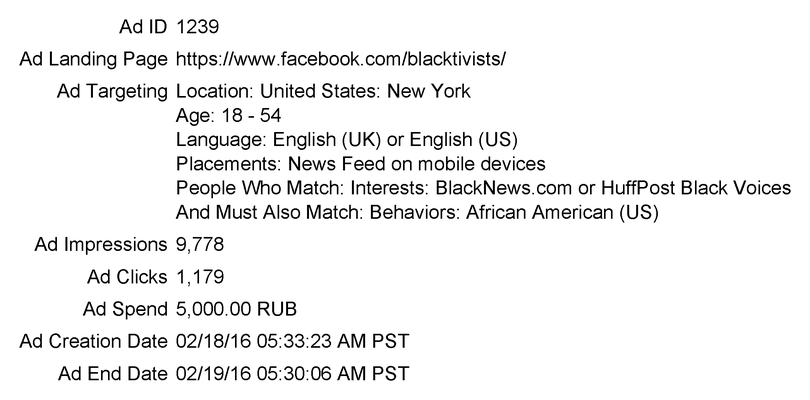 Ad ID 1239
Ad Landing Page https://www.facebook.com/blacktivists/
Ad Targeting Location: United States: New York
Age: 18 - 54
Language: English (UK) or English (US)
Placements: News Feed on mobile devices
People Who Match: Interests: BlackNews.com or HuffPost Black Voices
And Must Also Match: Behaviors: African American (US)
Ad Impressions 9,778
Ad Clicks 1,179
Ad Spend 5,000.00 RUB
Ad Creation Date 02/18/16 05:33:23 AM PST
Ad End Date 02/19/16 05:30:06 AM PST